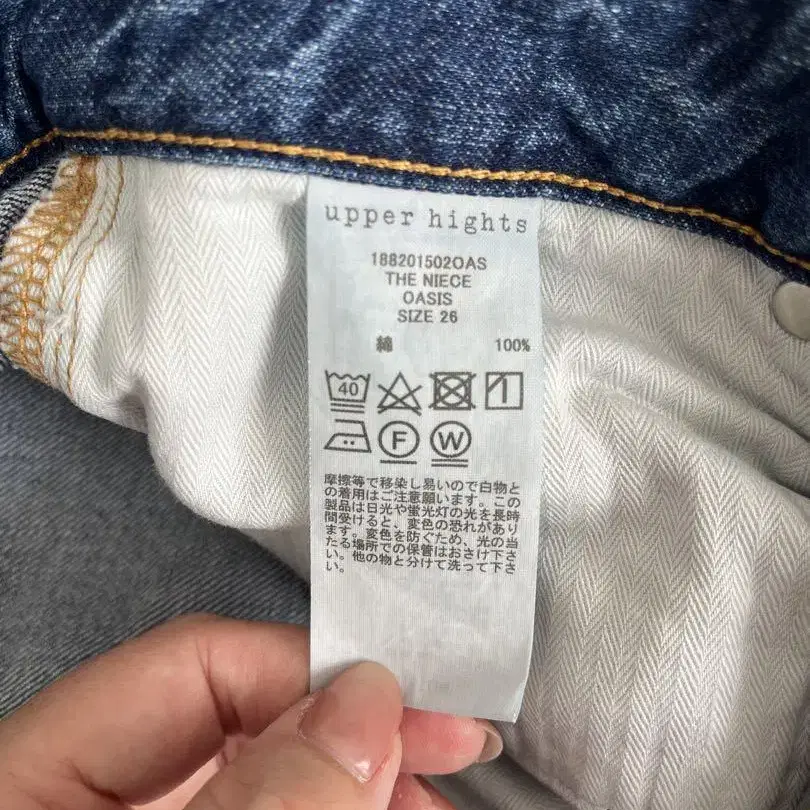 upper hights
188201502OAS
THE NIECE
OASIS
SIZE 26
綿 100%
40
F W
摩擦等で移染し易いので白物と
の着用はご注意願います。この
製品は日光や蛍光灯の光を長時
間受けると、変色の恐れがあり
ます。変色を防ぐため、光の当
たる場所での保管はおさけ下さ
い。他の物と分けて洗って下さ
い。